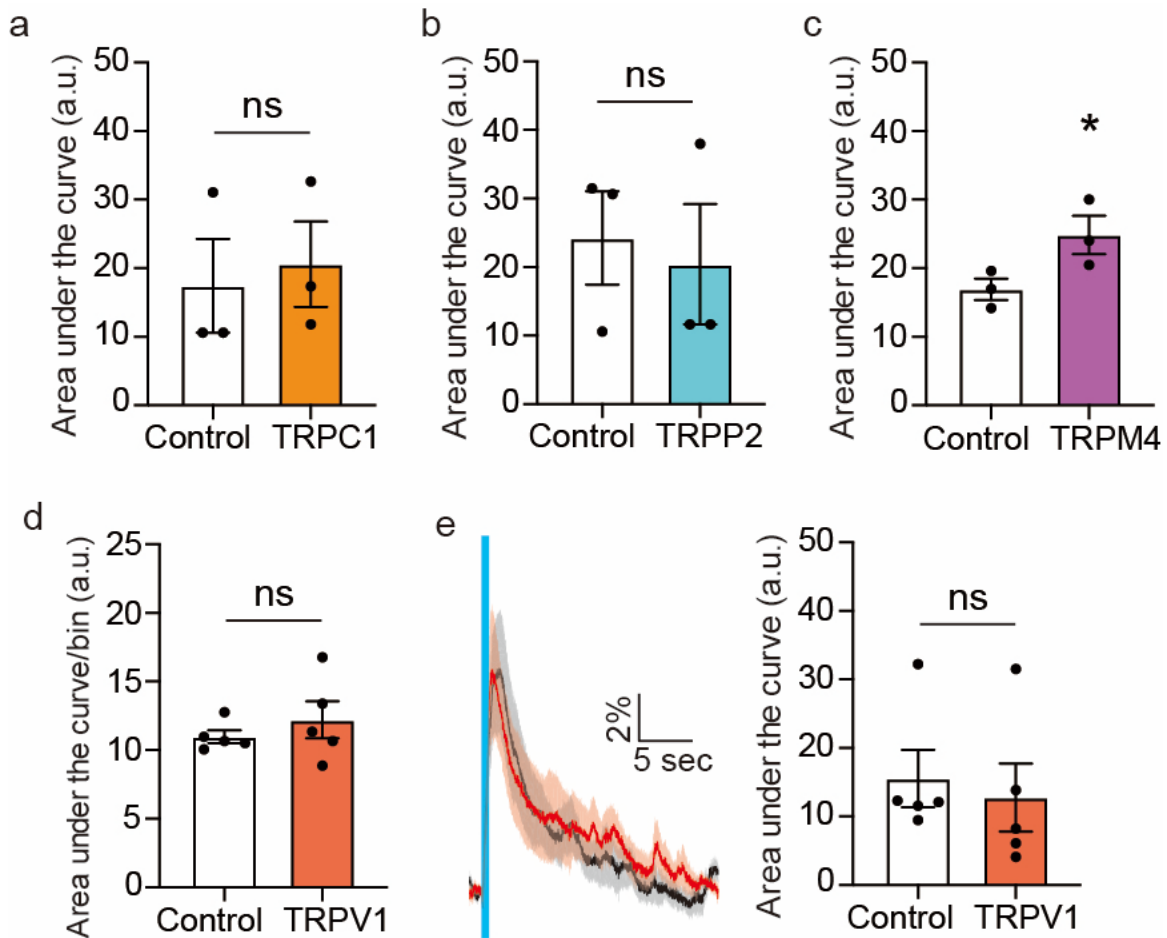 a
Area under the curve (a.u.)
50
40
30
20
10
0
ns
Control
TRPC1
b
Area under the curve (a.u.)
50
40
30
20
10
0
ns
Control
TRPP2
c
Area under the curve (a.u.)
50
40
30
20
10
0
*
Control
TRPM4
d
Area under the curve/bin (a.u.)
25
20
15
10
5
0
ns
Control
TRPV1
e
2%
5 sec
Area under the curve (a.u.)
50
40
30
20
10
0
ns
Control
TRPV1